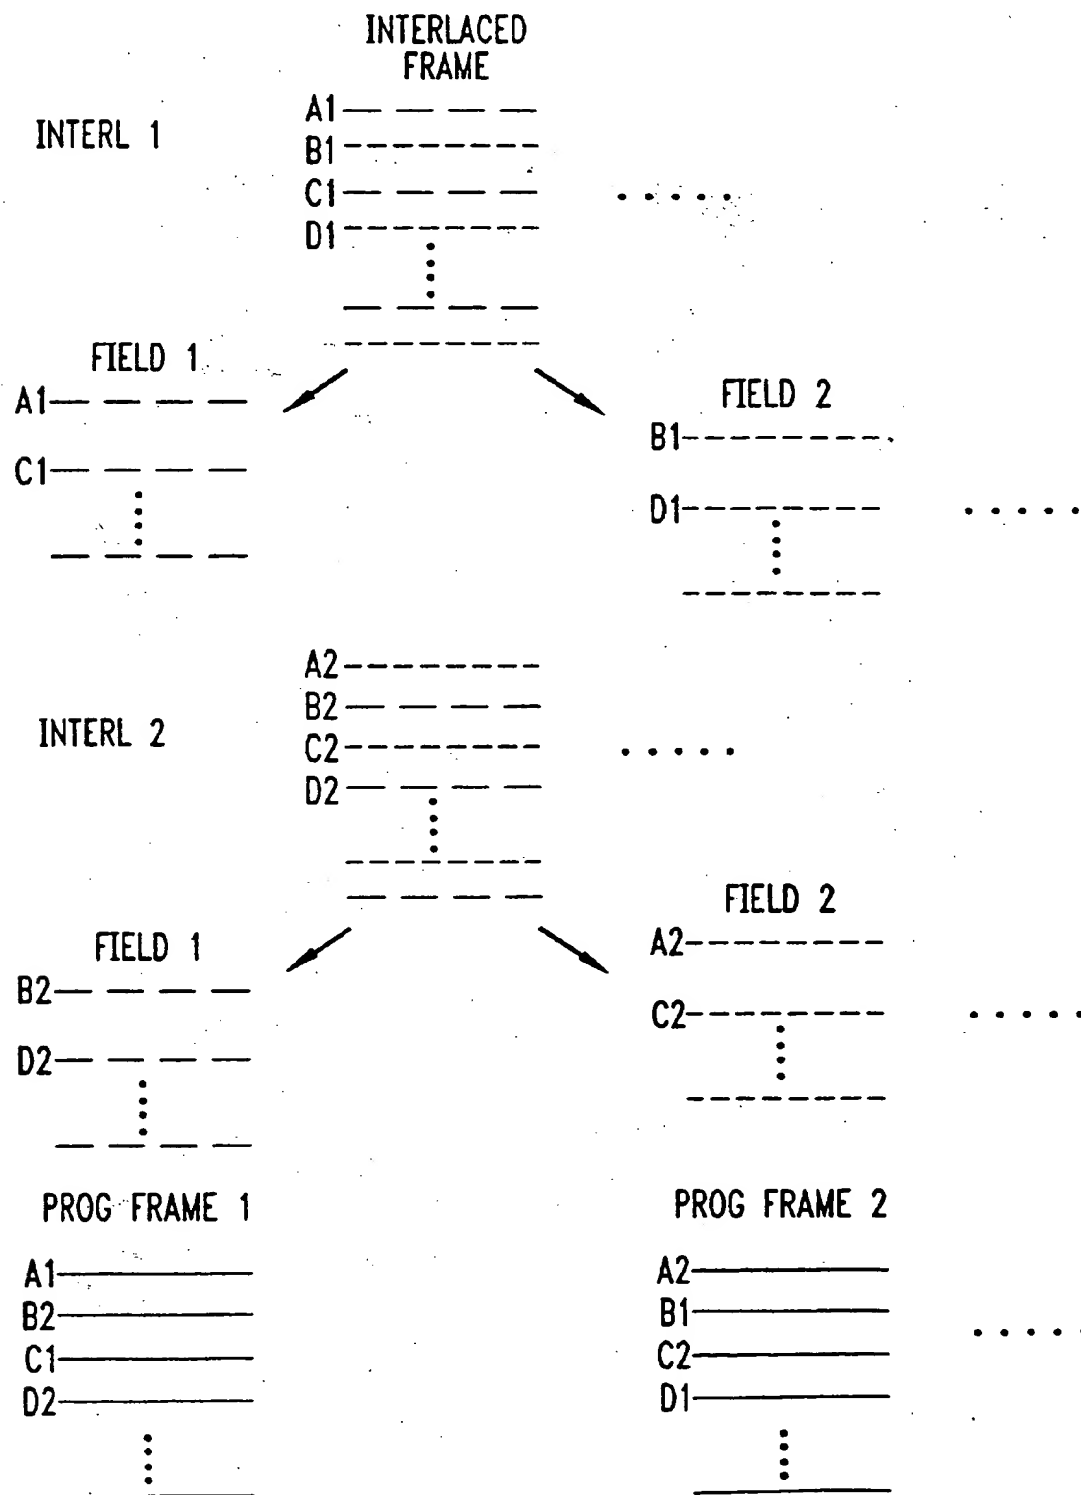 INTERLACED
FRAME
INTERL 1
A1
B1
C1
D1
FIELD 1
A1
C1
FIELD 2
B1
D1
INTERL 2
A2
B2
C2
D2
FIELD 1
B2
D2
FIELD 2
A2
C2
PROG FRAME 1
A1
B2
C1
D2
PROG FRAME 2
A2
B1
C2
D1